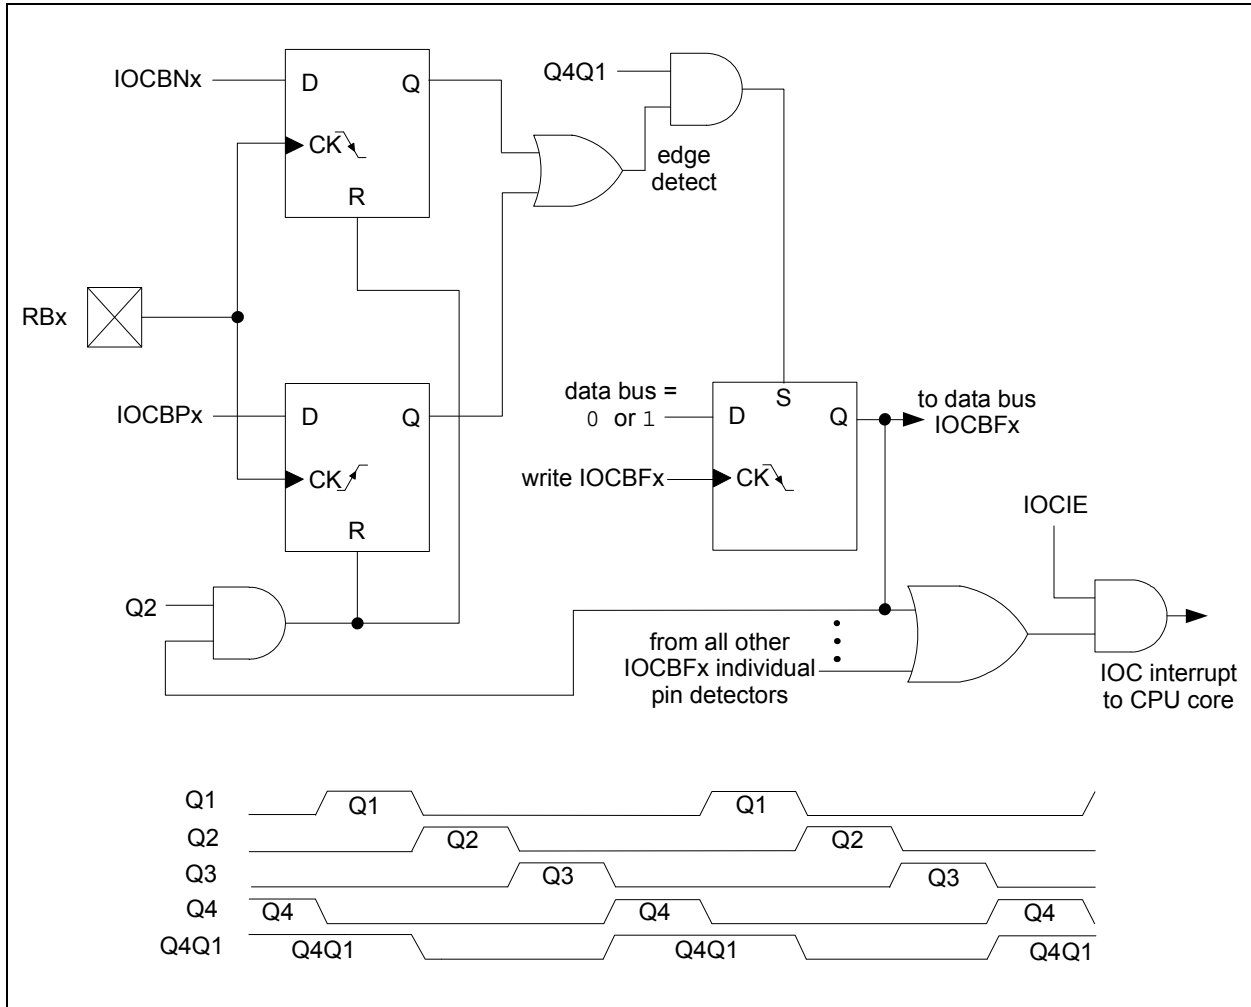 IOCBNx
D
Q
CK
R
Q4Q1
edge
detect
RBx
IOCBPx
D
Q
CK
R
data bus =
0 or 1
S
D
Q
to data bus
IOCBFx
write IOCBFx
CK
IOCIE
Q2
from all other
IOCBFx individual
pin detectors
IOC interrupt
to CPU core
Q1
Q1
Q1
Q2
Q2
Q2
Q3
Q3
Q3
Q4
Q4
Q4
Q4
Q4Q1
Q4Q1
Q4Q1
Q4Q1